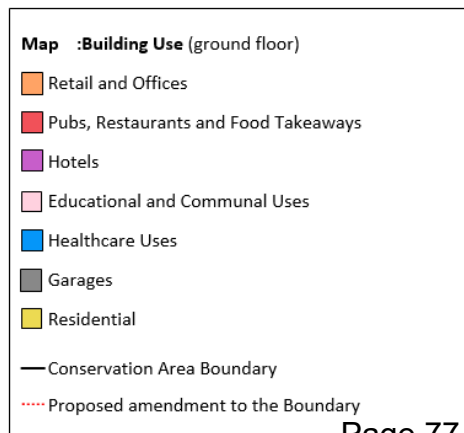 Map :Building Use (ground floor)
Retail and Offices
Pubs, Restaurants and Food Takeaways
Hotels
Educational and Communal Uses
Healthcare Uses
Garages
Residential
Conservation Area Boundary
Proposed amendment to the Boundary
Page 77